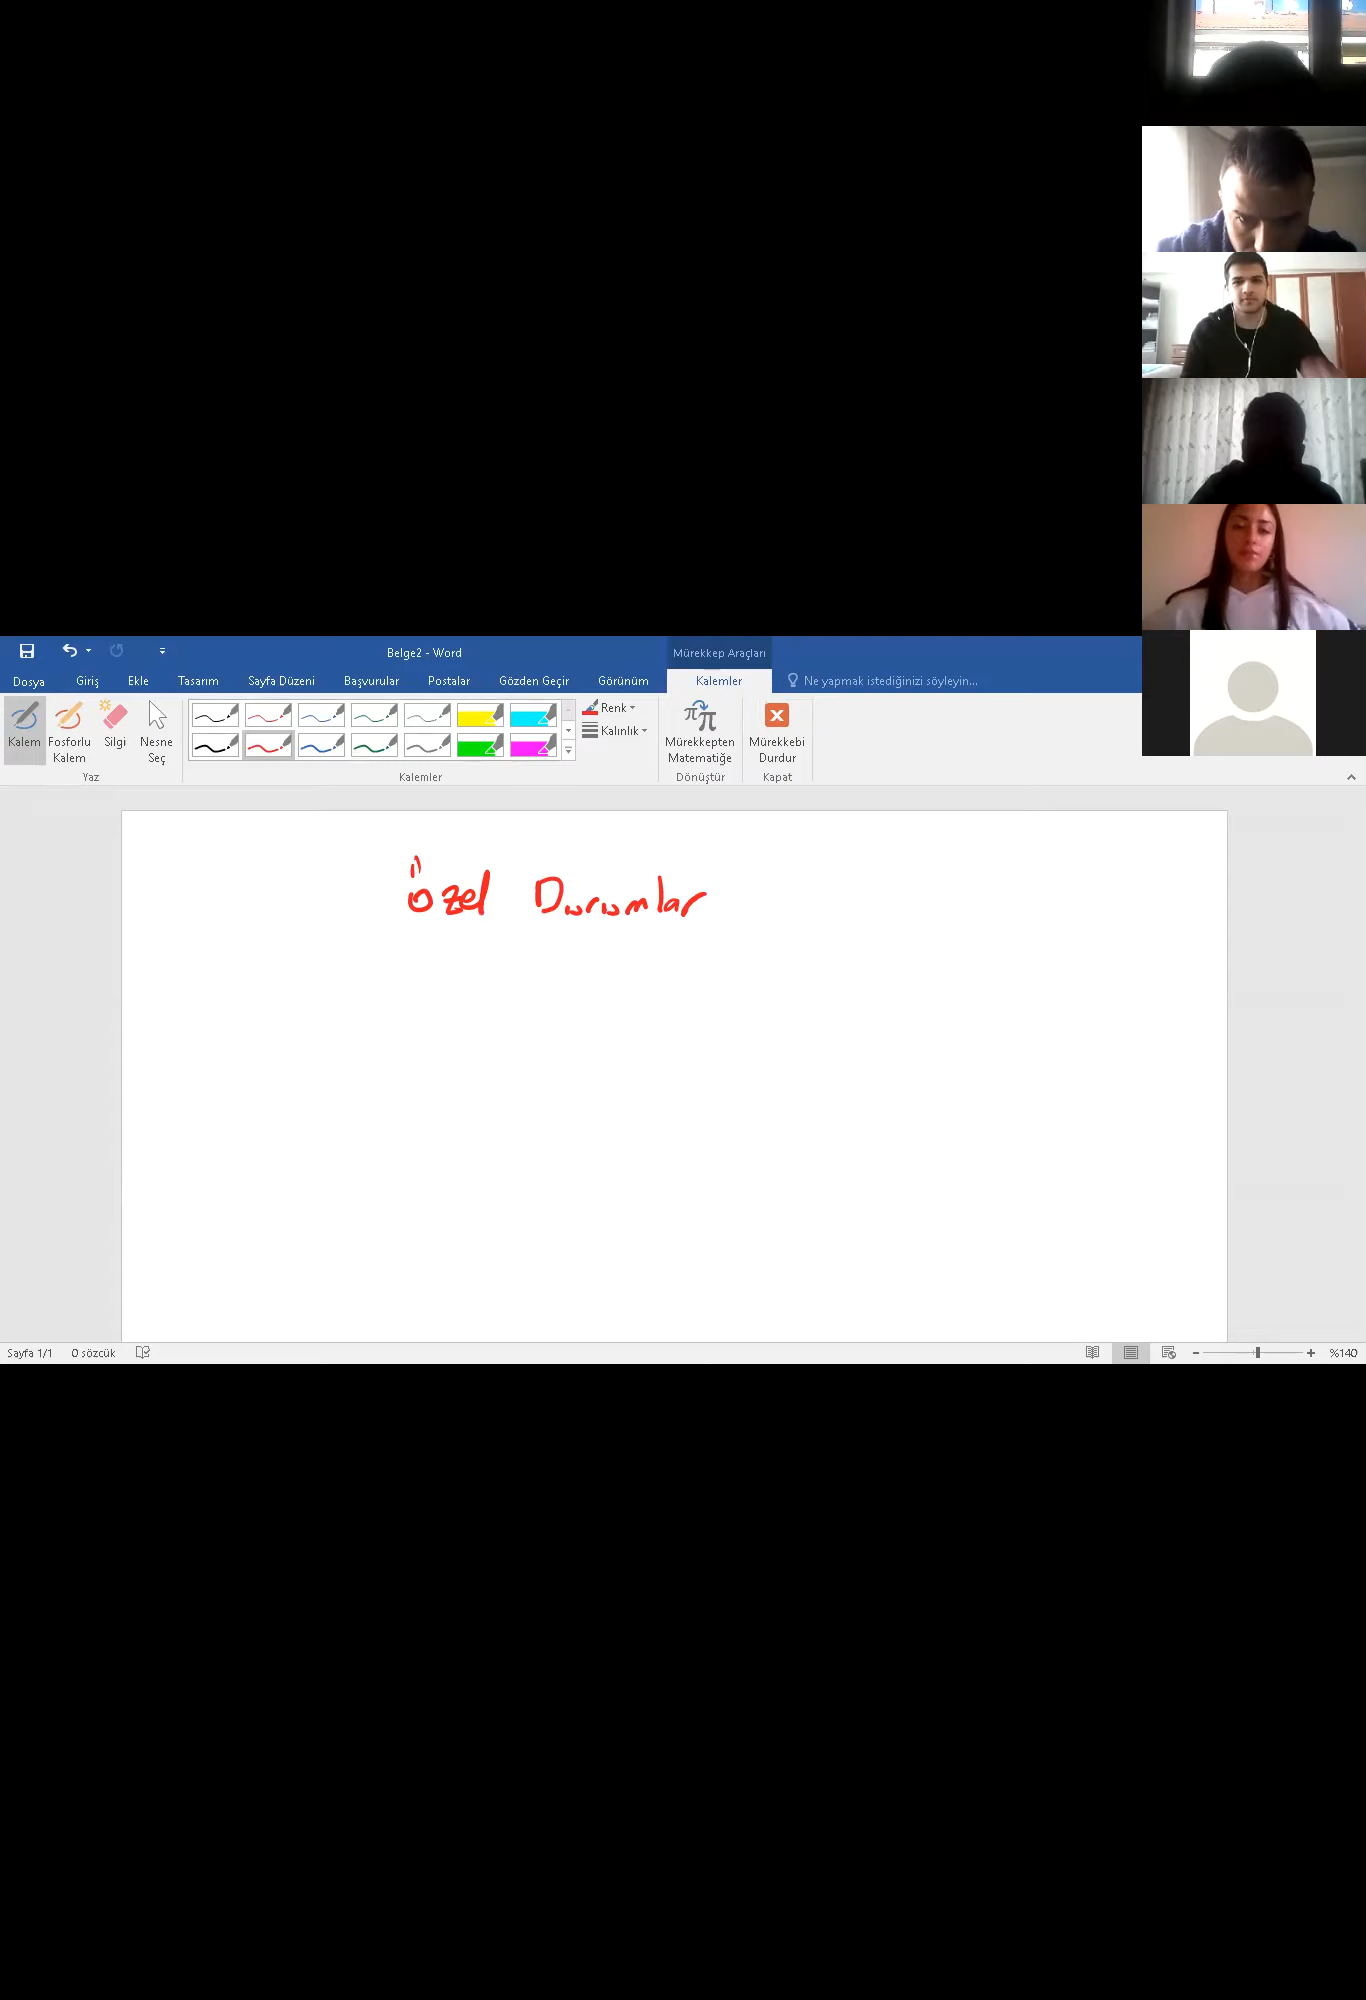 Belge2 - Word
Mürekkep Araçları
Dosya Giriş Ekle Tasarım Sayfa Düzeni Başvurular Postalar Gözden Geçir Görünüm Kalemler Ne yapmak istediğinizi söyleyin...
Kalem Fosforlu Kalem Silgi Nesne Seç
Renk
Kalınlık
Mürekkepten Matematiğe
Mürekkebi Durdur
Yaz Kalemler Dönüştür Kapat
özel Durumlar
Sayfa 1/1 0 sözcük %140